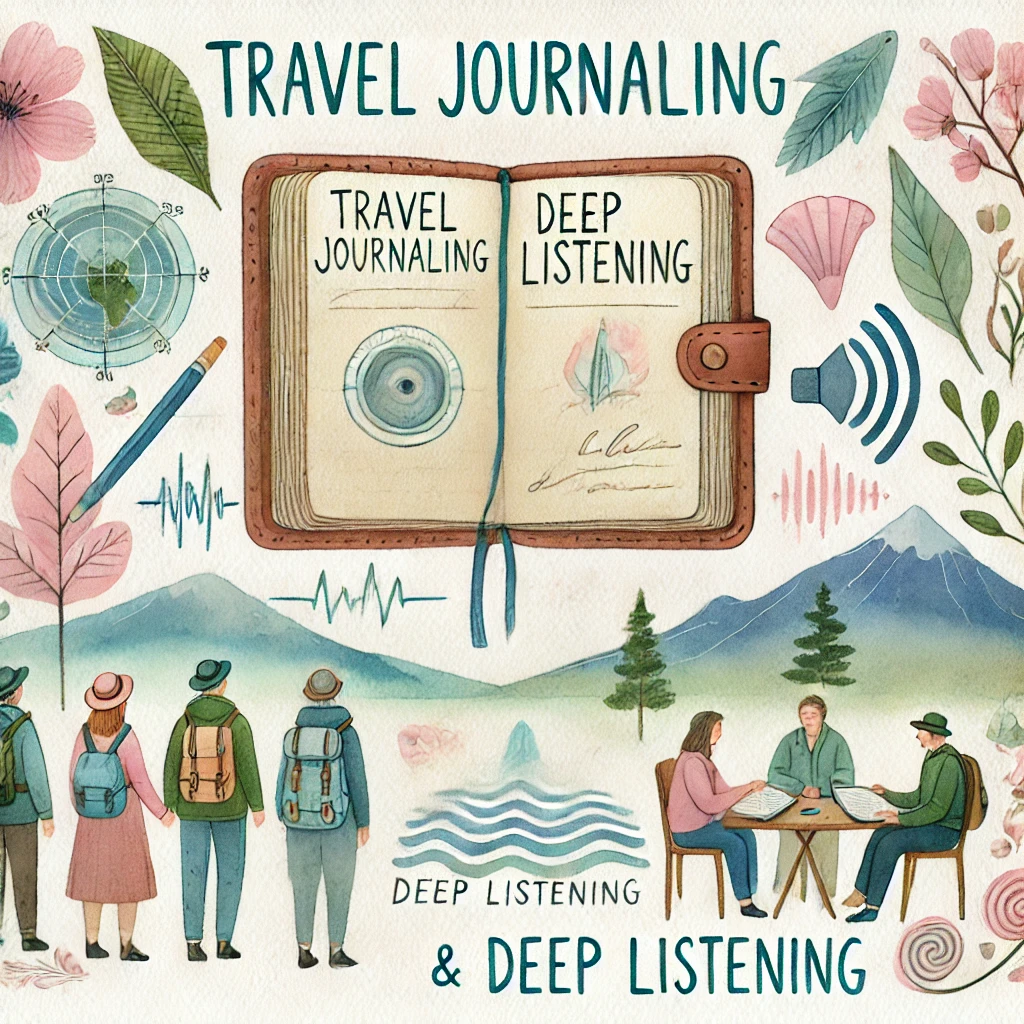 TRAVEL JOURNALING
TRAVEL
JOURNALING
DEEP
LISTENING
DEEP LISTENING
& DEEP LISTENING